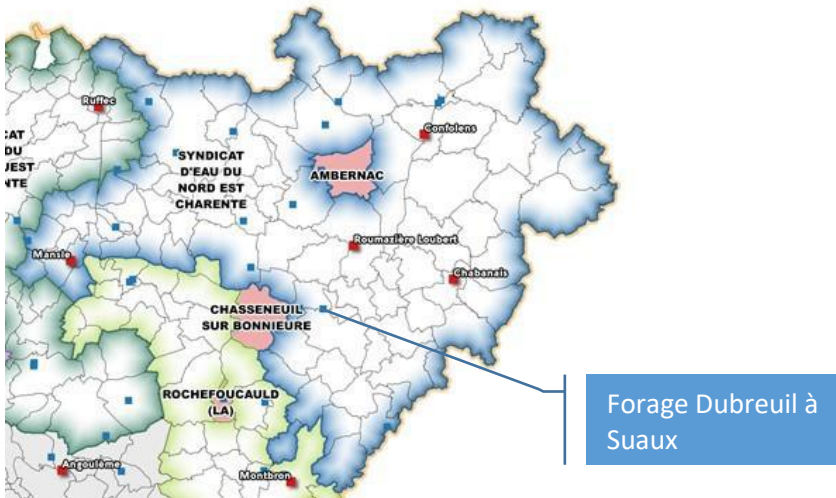 Ruffec
CAT
DU
UEST
NTE
SYNDICAT
D'EAU DU
NORD EST
CHARENTE
Confolens
AMBERNAC
Mansle
Roumazière Loubert
Chabanais
CHASSENEUIL
SUR BONNIEURE
ROCHEFOUCAULD
(LA)
Forage Dubreuil à
Suaux
Angoulême
Montbron